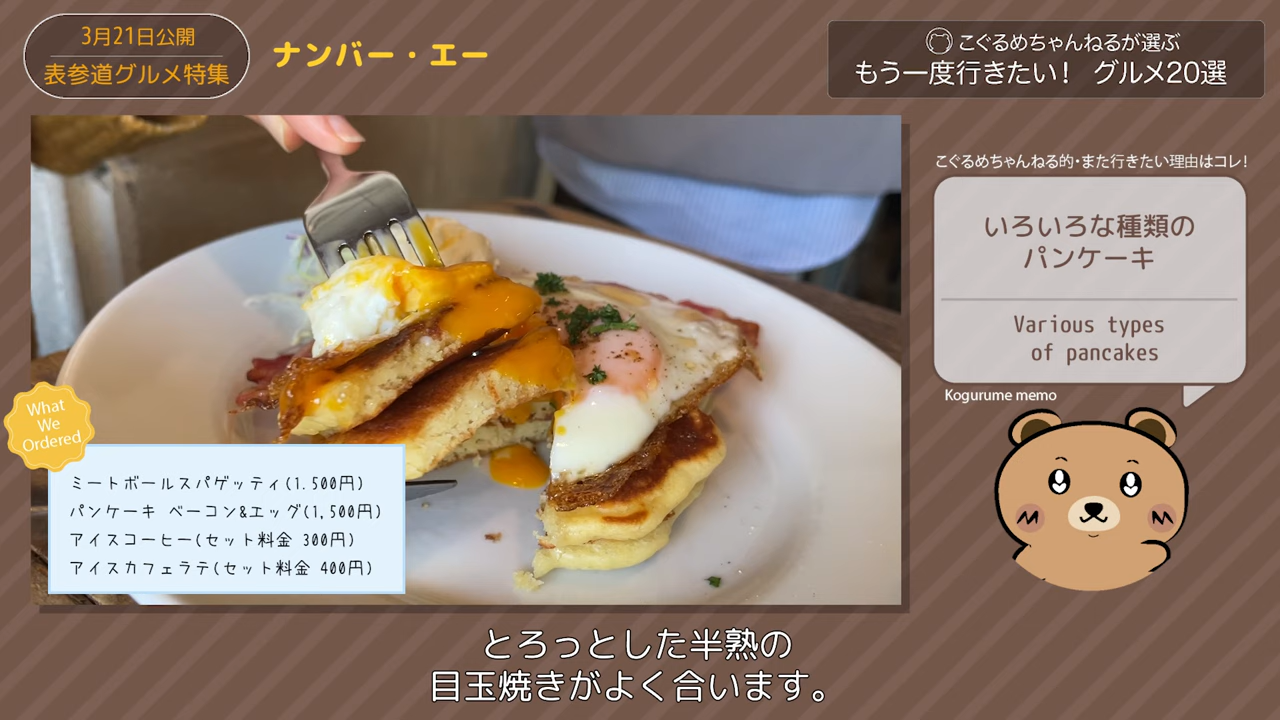 3月21日公開
表参道グルメ特集
ナンバー・エー
こぐるめちゃんねるが選ぶ
もう一度行きたい! グルメ20選
こぐるめちゃんねる的・また行きたい理由はコレ!
いろいろな種類の
パンケーキ
Various types
of pancakes
Kogurume memo
What
We
Ordered
ミートボールスパゲッティ(1.500円)
パンケーキ ベーコン&エッグ(1,500円)
アイスコーヒー(セット料金 300円)
アイスカフェラテ(セット料金 400円)
とろっとした半熟の
目玉焼きがよく合います。